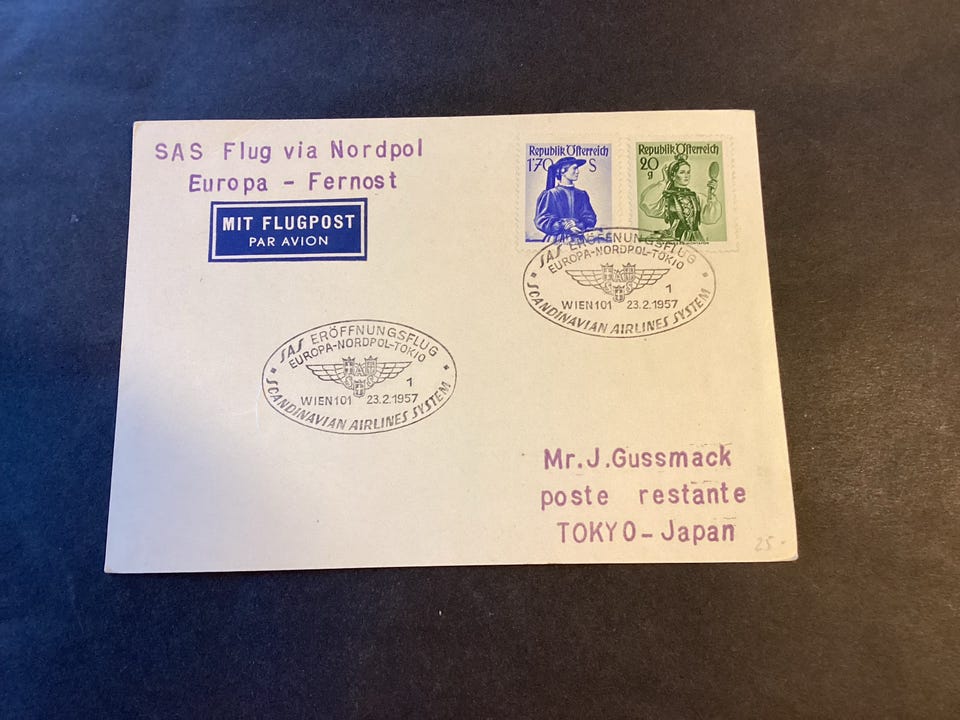 SAS Flug via Nordpol
Europa - Fernost
MIT FLUGPOST
PAR AVION
Republik Österreich
1'70 S
Republik Österreich
20
g
SAS ERÖFFNUNGSFLUG
EUROPA-NORDPOL-TOKIO
1
WIEN 101 23.2.1957
SCANDINAVIAN AIRLINES SYSTEM
SAS ERÖFFNUNGSFLUG
EUROPA-NORDPOL-TOKIO
1
WIEN 101 23.2.1957
SCANDINAVIAN AIRLINES SYSTEM
Mr. J. Gussmack
poste restante
TOKYO - Japan
25.-